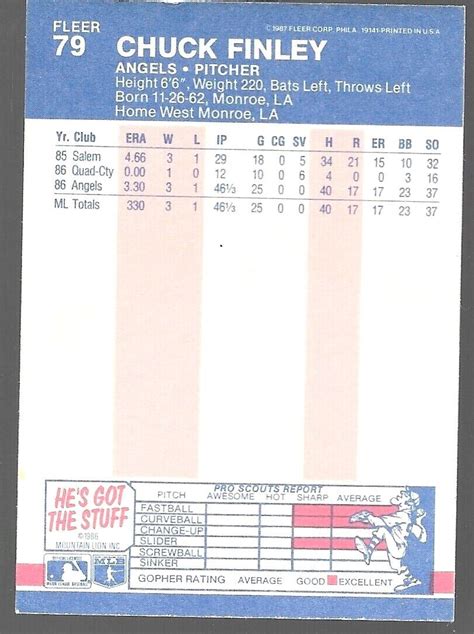 FLEER
79
©1987 FLEER CORP., PHILA. 19141-PRINTED IN U.S.A.
CHUCK FINLEY
ANGELS • PITCHER
Height 6'6", Weight 220, Bats Left, Throws Left
Born 11-26-62, Monroe, LA
Home West Monroe, LA
Yr. Club ERA W L IP G CG SV H R ER BB SO
85 Salem 4.66 3 1 29 18 0 5 34 21 15 10 32
86 Quad-Cty 0.00 1 0 12 10 0 6 4 0 0 3 16
86 Angels 3.30 3 1 46⅓ 25 0 0 40 17 17 23 37
ML Totals 330 3 1 46⅓ 25 0 0 40 17 17 23 37
HE'S GOT
THE STUFF
©1986
MOUNTAIN LION INC.
PRO SCOUTS REPORT
PITCH AWESOME HOT SHARP AVERAGE
FASTBALL
CURVEBALL
CHANGE-UP
SLIDER
SCREWBALL
SINKER
GOPHER RATING AVERAGE GOOD EXCELLENT
MLB